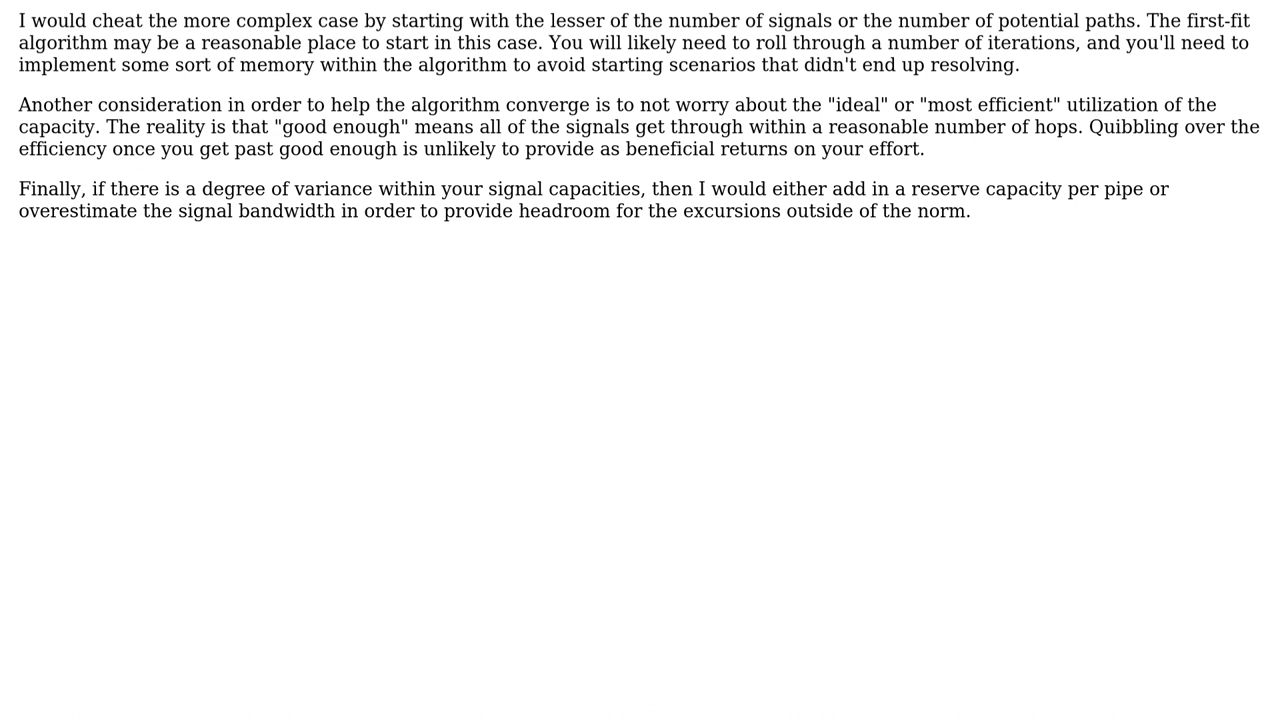 I would cheat the more complex case by starting with the lesser of the number of signals or the number of potential paths. The first-fit
algorithm may be a reasonable place to start in this case. You will likely need to roll through a number of iterations, and you'll need to
implement some sort of memory within the algorithm to avoid starting scenarios that didn't end up resolving.
Another consideration in order to help the algorithm converge is to not worry about the "ideal" or "most efficient" utilization of the
capacity. The reality is that "good enough" means all of the signals get through within a reasonable number of hops. Quibbling over the
efficiency once you get past good enough is unlikely to provide as beneficial returns on your effort.
Finally, if there is a degree of variance within your signal capacities, then I would either add in a reserve capacity per pipe or
overestimate the signal bandwidth in order to provide headroom for the excursions outside of the norm.